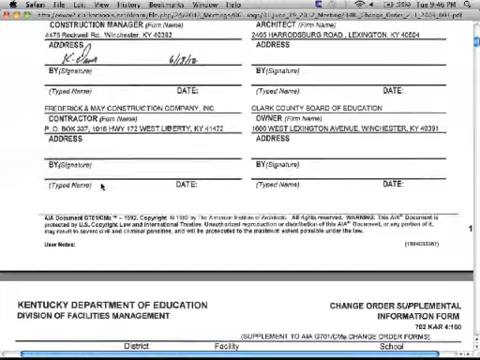 Safari File Edit View History Bookmarks Window Help
Tue 9:46 PM
CONSTRUCTION MANAGER (Firm Name)
ARCHITECT (Firm Name)
4475 Rockwell Rd. Winchester, KY 40392
2405 HARRODSBURG ROAD, LEXINGTON, KY 40504
ADDRESS
ADDRESS
BY(Signature)
BY(Signature)
(Typed Name) DATE:
(Typed Name) DATE:
FREDERICK & MAY CONSTRUCTION COMPANY, INC.
CLARK COUNTY BOARD OF EDUCATION
CONTRACTOR (Firm Name)
OWNER (Firm Name)
P. O. BOX 337, 1016 HWY 172 WEST LIBERTY, KY 41472
1600 WEST LEXINGTON AVENUE, WINCHESTER, KY 40391
ADDRESS
ADDRESS
BY(Signature)
BY(Signature)
(Typed Name) DATE:
(Typed Name) DATE:
AIA Document G701/CMa™ – 1992. Copyright © 1992 by The American Institute of Architects. All rights reserved. WARNING: This AIA® Document is
protected by U.S. Copyright Law and International Treaties. Unauthorized reproduction or distribution of this AIA® Document, or any portion of it,
may result in severe civil and criminal penalties, and will be prosecuted to the maximum extent possible under the law.
User Notes:
1
KENTUCKY DEPARTMENT OF EDUCATION
DIVISION OF FACILITIES MANAGEMENT
CHANGE ORDER SUPPLEMENTAL
INFORMATION FORM
702 KAR 4:160
(SUPPLEMENT TO AIA G701/CMa CHANGE ORDER FORMS)
District Facility School